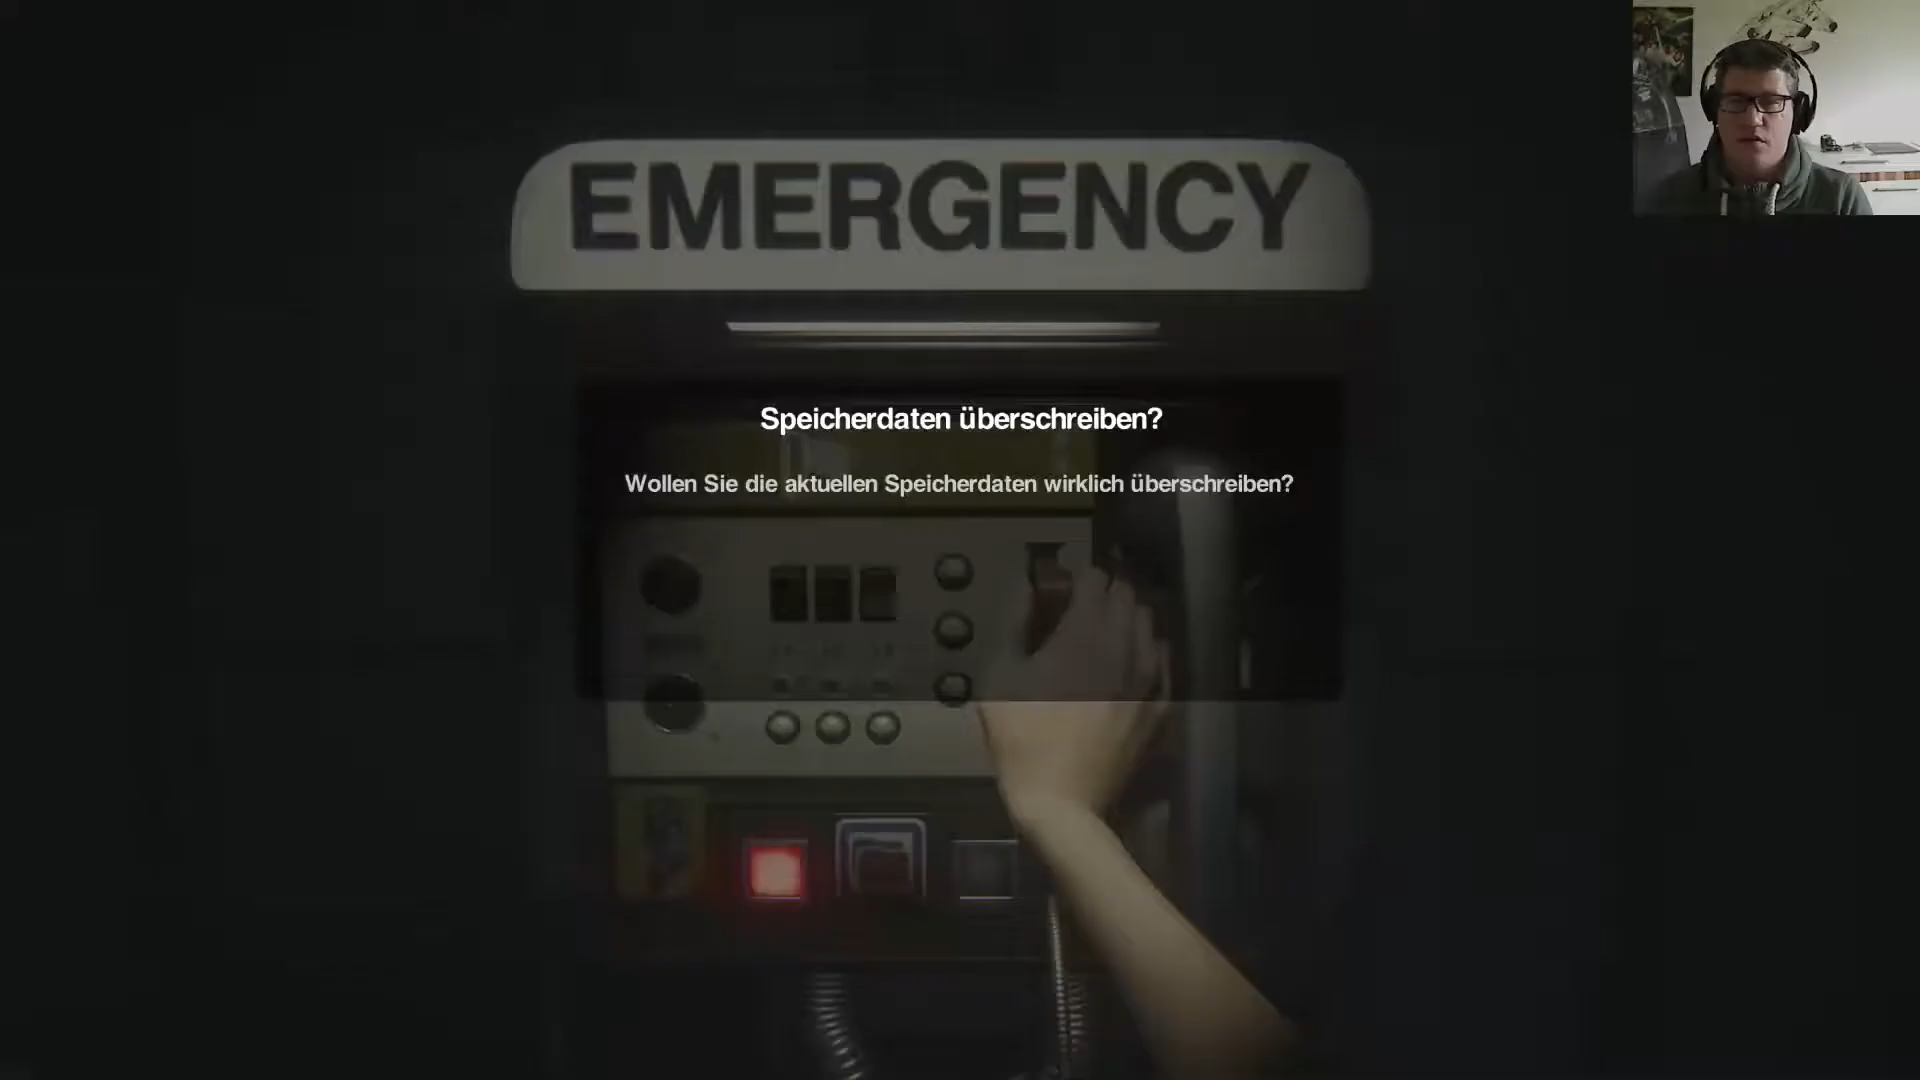 EMERGENCY
Speicherdaten überschreiben?
Wollen Sie die aktuellen Speicherdaten wirklich überschreiben?